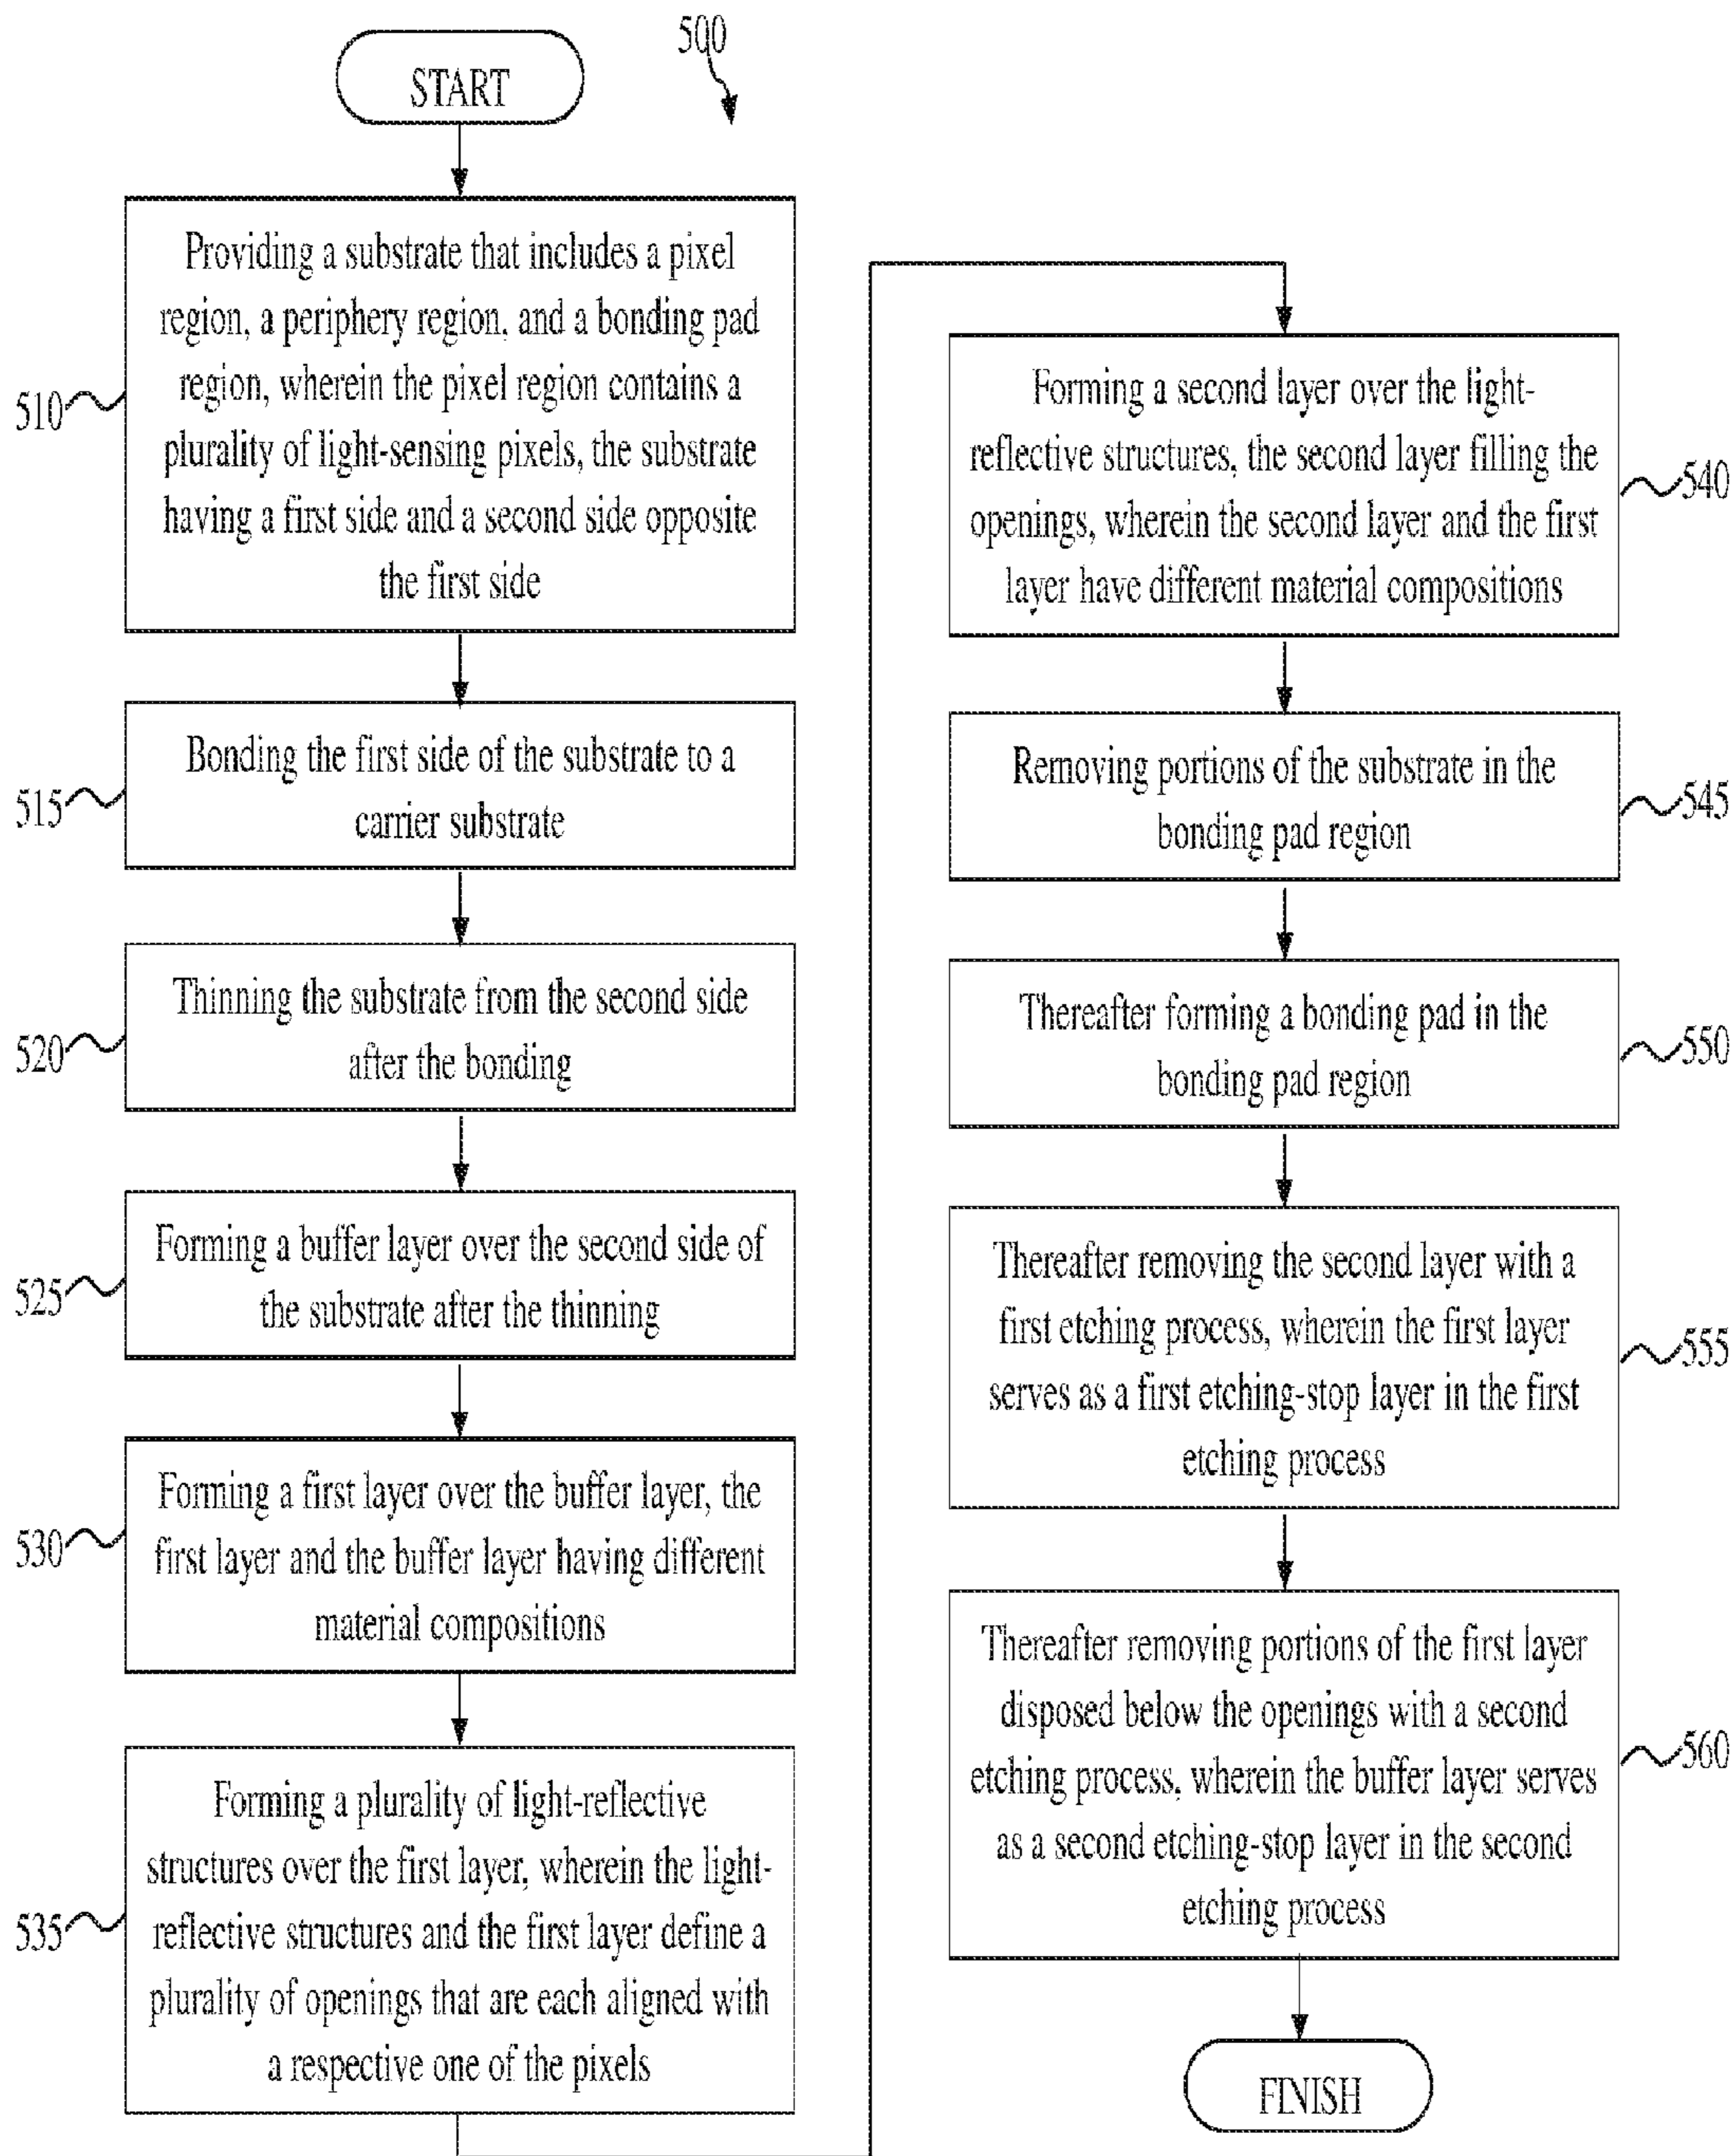 START
500
Providing a substrate that includes a pixel
region, a periphery region, and a bonding pad
region, wherein the pixel region contains a
plurality of light-sensing pixels, the substrate
having a first side and a second side opposite
the first side
510
Bonding the first side of the substrate to a
carrier substrate
515
Thinning the substrate from the second side
after the bonding
520
Forming a buffer layer over the second side of
the substrate after the thinning
525
Forming a first layer over the buffer layer, the
first layer and the buffer layer having different
material compositions
530
Forming a plurality of light-reflective
structures over the first layer, wherein the light-
reflective structures and the first layer define a
plurality of openings that are each aligned with
a respective one of the pixels
535
Forming a second layer over the light-
reflective structures, the second layer filling the
openings, wherein the second layer and the first
layer have different material compositions
540
Removing portions of the substrate in the
bonding pad region
545
Thereafter forming a bonding pad in the
bonding pad region
550
Thereafter removing the second layer with a
first etching process, wherein the first layer
serves as a first etching-stop layer in the first
etching process
555
Thereafter removing portions of the first layer
disposed below the openings with a second
etching process, wherein the buffer layer serves
as a second etching-stop layer in the second
etching process
560
FINISH